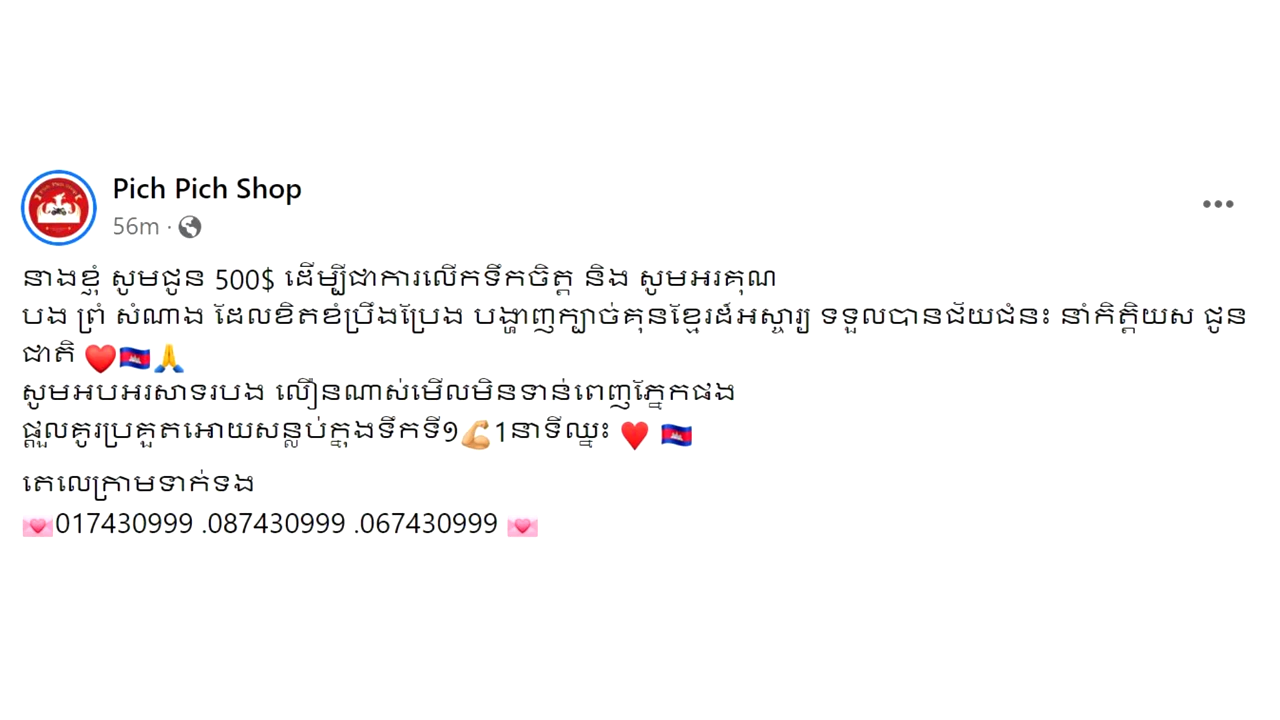 Pich Pich Shop
56m ·
នាងខ្ញុំ សូមជូន 500$ ដើម្បីជាការលើកទឹកចិត្ត និង សូមអរគុណ
បង ព្រំ សំណាង ដែលខិតខំប្រឹងប្រែង បង្ហាញក្បាច់គុនខ្មែរដ៍អស្ចារ្យ ទទួលបានជ័យជំនះ នាំកិត្តិយស ជូន
ជាតិ ❤️🇰🇭🙏
សូមអបអរសាទរបង លឿនណាស់មើលមិនទាន់ពេញភ្នែកផង
ផ្តួលគូរប្រគួតអោយសន្លប់ក្នុងទឹកទី១💪1នាទីឈ្នះ ❤️ 🇰🇭
តេលេក្រាមទាក់ទង
💌017430999 .087430999 .067430999 💌